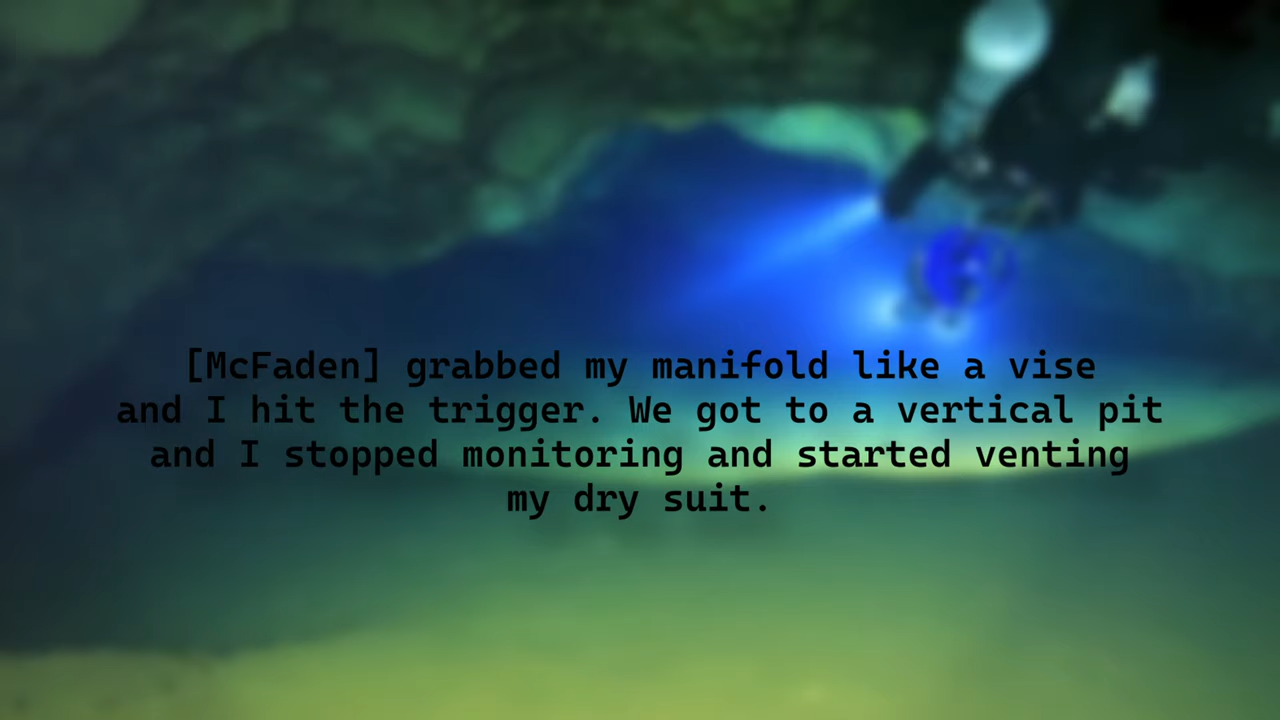 [McFaden] grabbed my manifold like a vise
and I hit the trigger. We got to a vertical pit
and I stopped monitoring and started venting
my dry suit.